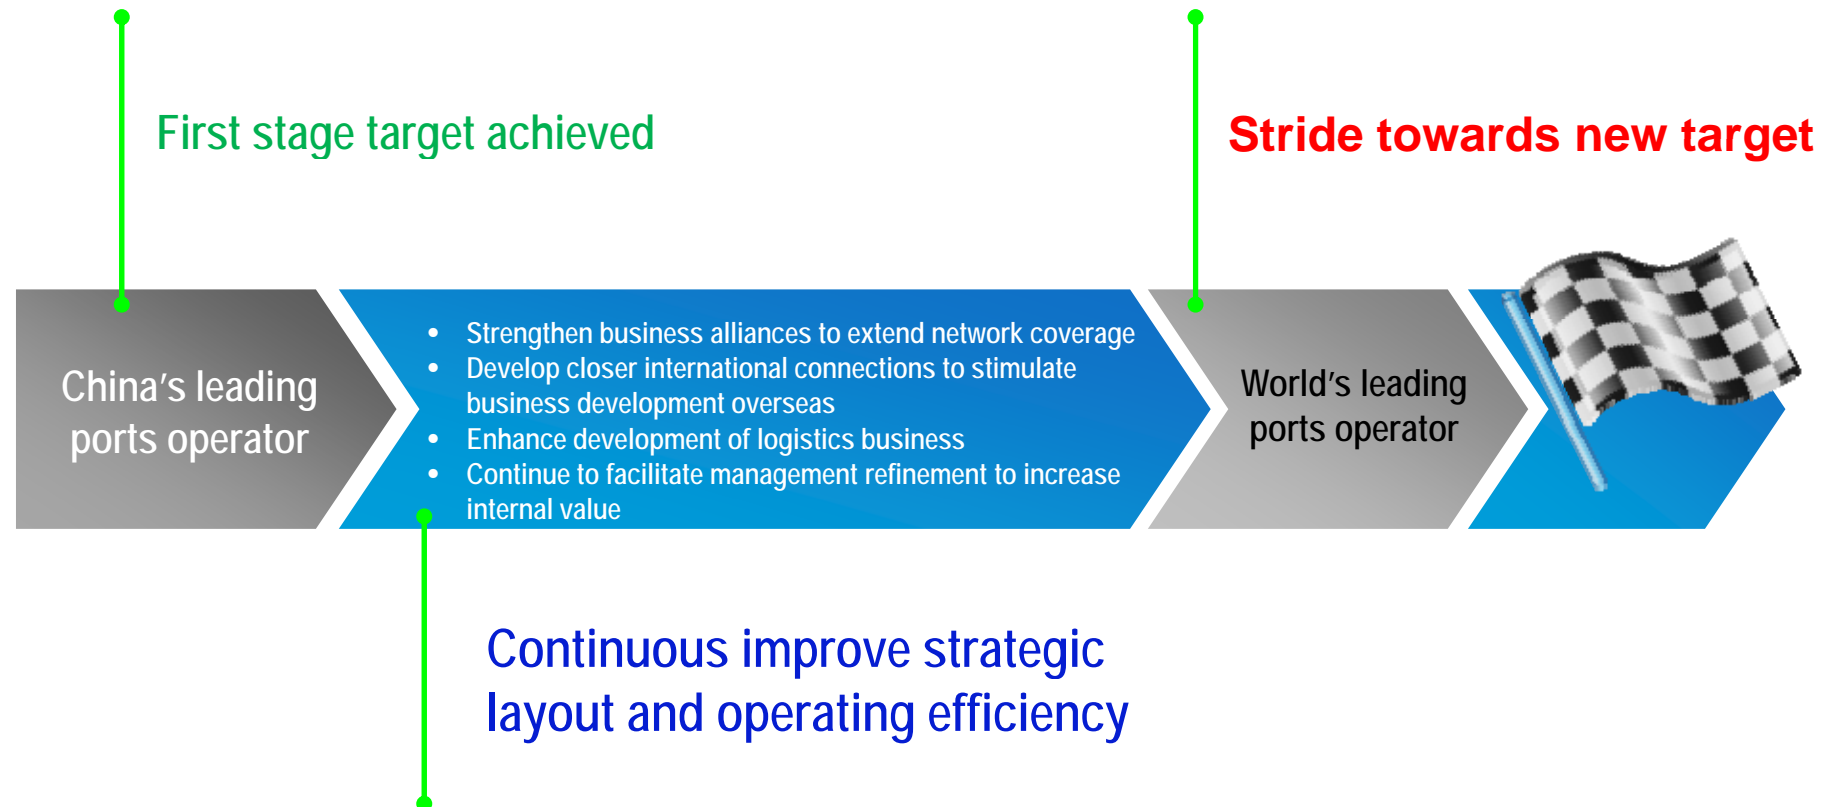 First stage target achieved
Stride towards new target
China's leading
ports operator
• Strengthen business alliances to extend network coverage
• Develop closer international connections to stimulate
business development overseas
• Enhance development of logistics business
• Continue to facilitate management refinement to increase
internal value
World's leading
ports operator
Continuous improve strategic
layout and operating efficiency